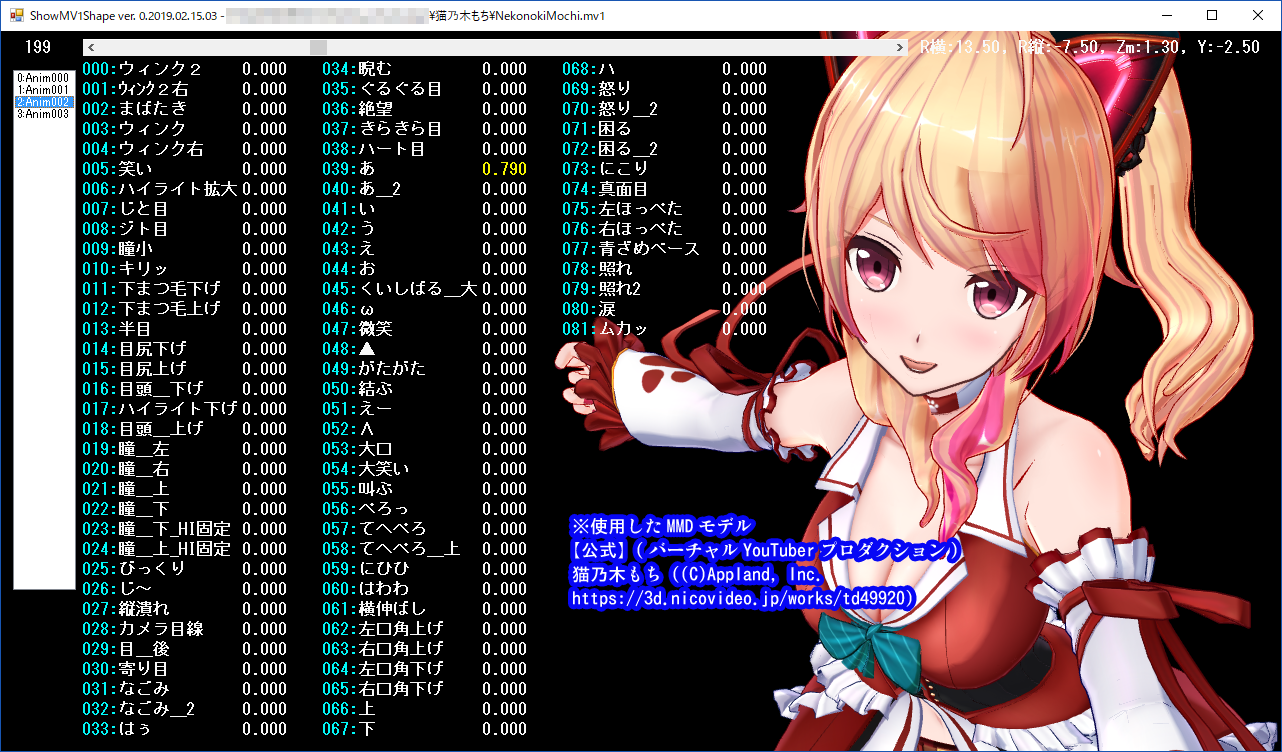 ShowMV1Shape ver. 0.2019.02.15.03 - ¥猫乃木もち¥NekonokiMochi.mv1
199
R横:13.50, R縦:-7.50, Zm:1.30, Y:-2.50
0:Anim000
1:Anim001
2:Anim002
3:Anim003
000:ウィンク２ 0.000
001:ｳｨﾝｸ２右 0.000
002:まばたき 0.000
003:ウィンク 0.000
004:ウィンク右 0.000
005:笑い 0.000
006:ハイライト拡大 0.000
007:じと目 0.000
008:ジト目 0.000
009:瞳小 0.000
010:キリッ 0.000
011:下まつ毛下げ 0.000
012:下まつ毛上げ 0.000
013:半目 0.000
014:目尻下げ 0.000
015:目尻上げ 0.000
016:目頭__下げ 0.000
017:ハイライト下げ 0.000
018:目頭__上げ 0.000
019:瞳__左 0.000
020:瞳__右 0.000
021:瞳__上 0.000
022:瞳__下 0.000
023:瞳__下_HI固定 0.000
024:瞳__上_HI固定 0.000
025:びっくり 0.000
026:じ～ 0.000
027:縦潰れ 0.000
028:カメラ目線 0.000
029:目__後 0.000
030:寄り目 0.000
031:なごみ 0.000
032:なごみ__2 0.000
033:はぅ 0.000
034:睨む 0.000
035:ぐるぐる目 0.000
036:絶望 0.000
037:きらきら目 0.000
038:ハート目 0.000
039:あ 0.790
040:あ__2 0.000
041:い 0.000
042:う 0.000
043:え 0.000
044:お 0.000
045:くいしばる__大 0.000
046:ω 0.000
047:微笑 0.000
048:▲ 0.000
049:がたがた 0.000
050:結ぶ 0.000
051:えー 0.000
052:Λ 0.000
053:大口 0.000
054:大笑い 0.000
055:叫ぶ 0.000
056:ぺろっ 0.000
057:てへぺろ 0.000
058:てへぺろ__上 0.000
059:にひひ 0.000
060:はわわ 0.000
061:横伸ばし 0.000
062:左口角上げ 0.000
063:右口角上げ 0.000
064:左口角下げ 0.000
065:右口角下げ 0.000
066:上 0.000
067:下 0.000
068:ハ 0.000
069:怒り 0.000
070:怒り__2 0.000
071:困る 0.000
072:困る__2 0.000
073:にこり 0.000
074:真面目 0.000
075:左ほっぺた 0.000
076:右ほっぺた 0.000
077:青ざめベース 0.000
078:照れ 0.000
079:照れ2 0.000
080:涙 0.000
081:ムカッ 0.000
※使用したMMDモデル
【公式】(バーチャルYouTuberプロダクション)
猫乃木もち ((C)Appland, Inc.
https://3d.nicovideo.jp/works/td49920)